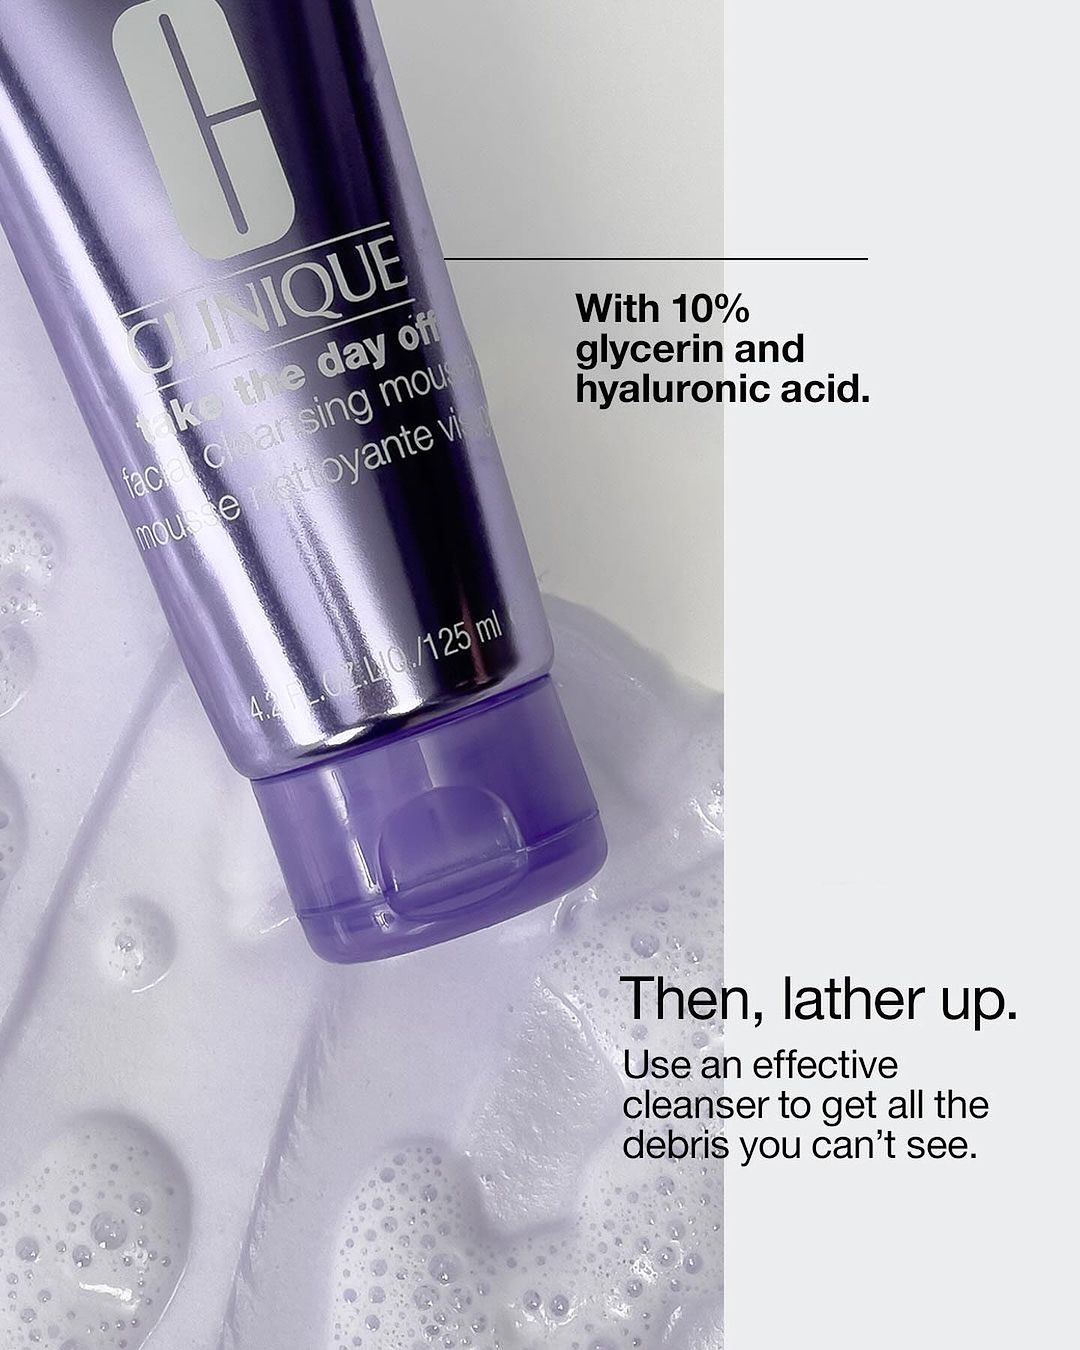 C
CLINIQUE
take the day off
facial cleansing mousse
mousse nettoyante visage
4.2 FL.OZ.LIQ./125 ml
With 10%
glycerin and
hyaluronic acid.
Then, lather up.
Use an effective
cleanser to get all the
debris you can't see.